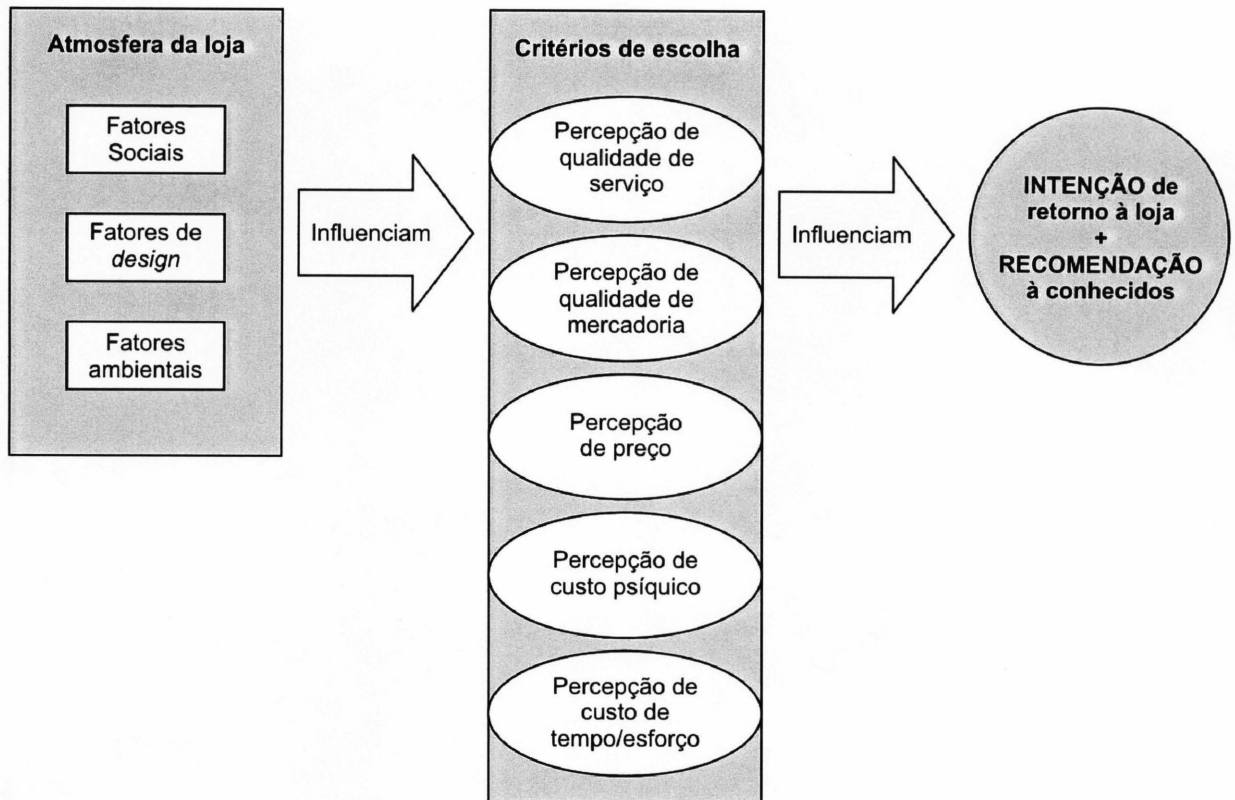 Atmosfera da loja
Fatores
Sociais
Fatores de
design
Fatores
ambientais
Influenciam
Critérios de escolha
Percepção de
qualidade de
serviço
Percepção de
qualidade de
mercadoria
Percepção
de preço
Percepção de
custo psíquico
Percepção de
custo de
tempo/esforço
Influenciam
INTENÇÃO de
retorno à loja
+
RECOMENDAÇÃO
à conhecidos